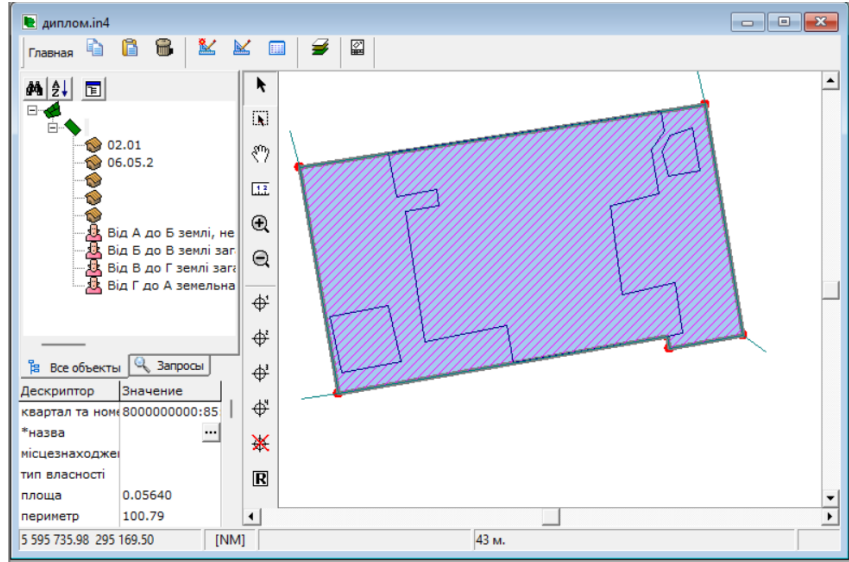 диплом.in4
Главная
02.01
06.05.2
Від А до Б землі, не
Від Б до В землі заг
Від В до Г землі зага
Від Г до А земельна
Все объекты Запросы
Дескриптор Значение
квартал та номе 8000000000:85
*назва ...
місцезнаходжен
тип власності
площа 0.05640
периметр 100.79
5 595 735.98 295 169.50 [NM] 43 м.